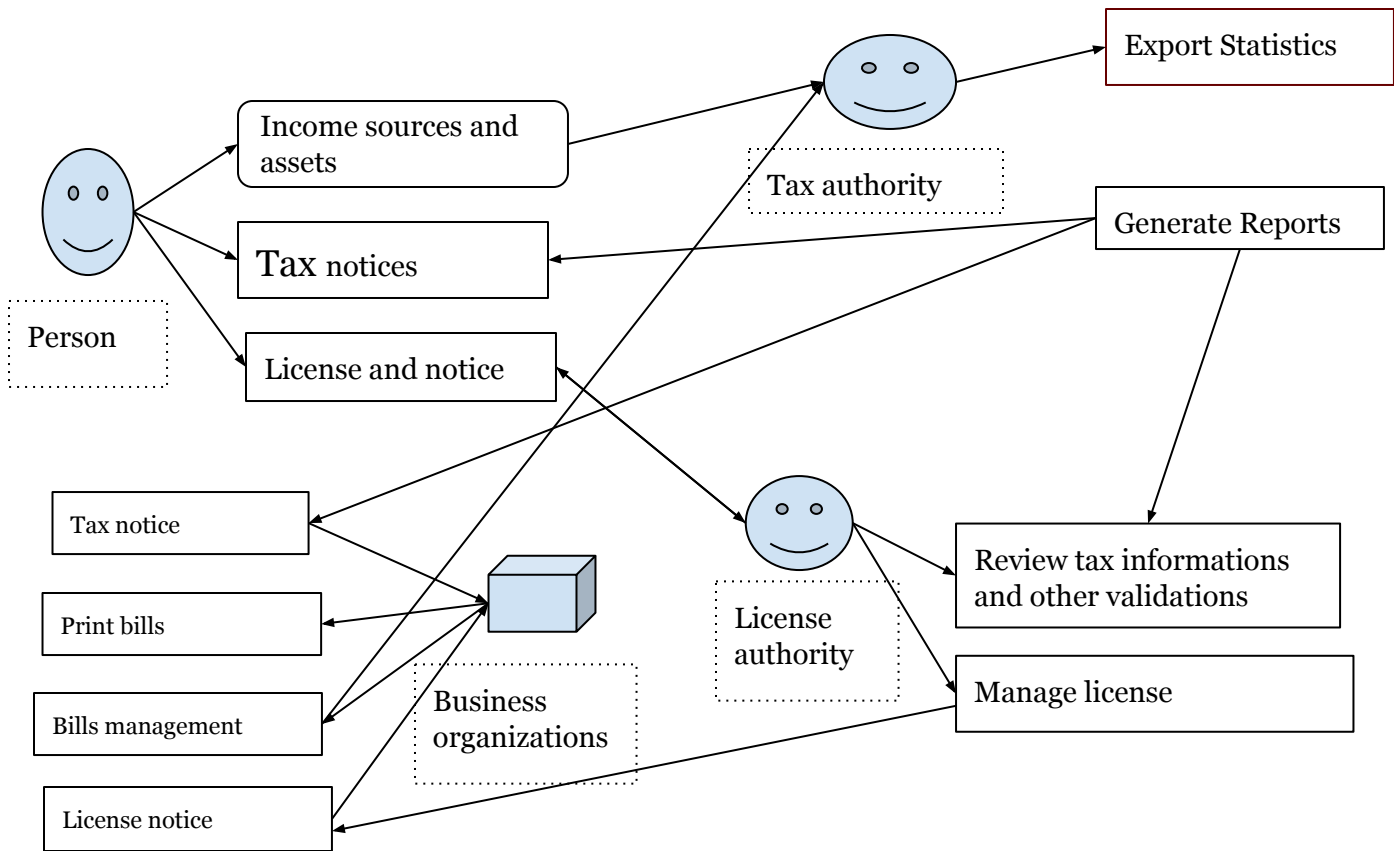 Export Statistics
Income sources and
assets
Tax authority
Generate Reports
Tax notices
Person
License and notice
Tax notice
Review tax informations
and other validations
Print bills
License
authority
Manage license
Business
organizations
Bills management
License notice